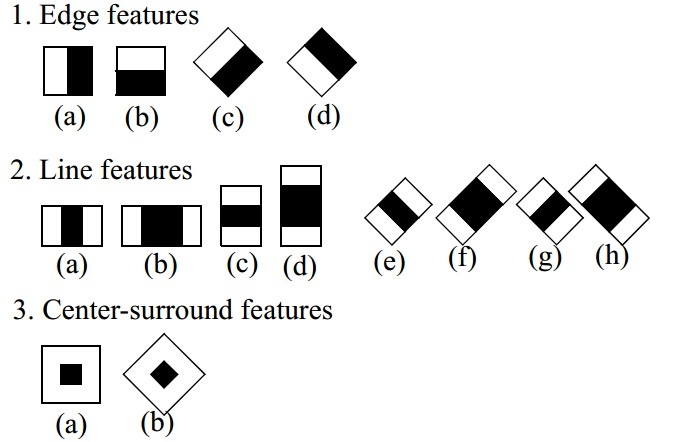 1. Edge features
(a) (b) (c) (d)
2. Line features
(a) (b) (c) (d) (e) (f) (g) (h)
3. Center-surround features
(a) (b)